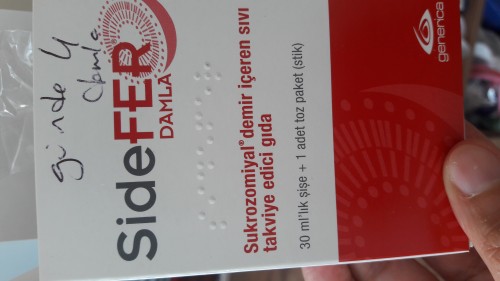 günde 4
damla
SideFER
DAMLA
Sukrozomiyal® demir içeren sıvı
takviye edici gıda
30 ml'lik şişe + 1 adet toz paket (stik)
generica